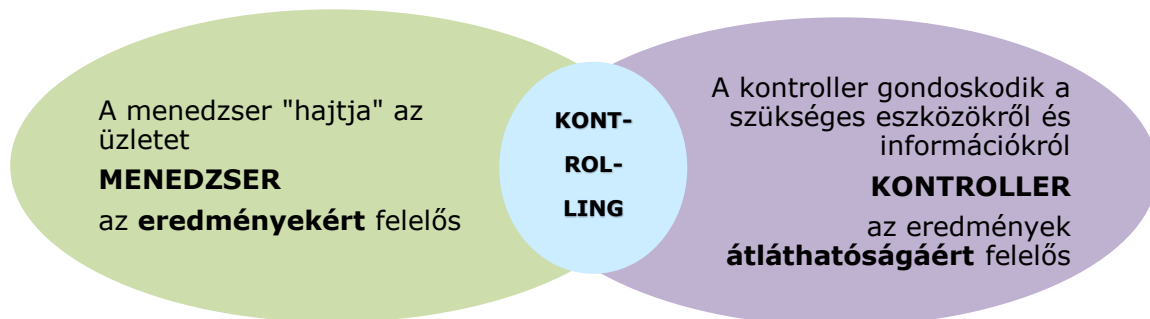 A menedzser "hajtja" az
üzletet
MENEDZSER
az eredményekért felelős
KONT-
ROL-
LING
A kontroller gondoskodik a
szükséges eszközökről és
információkról
KONTROLLER
az eredmények
átláthatóságáért felelős